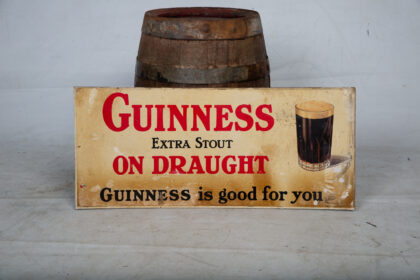 GUINNESS
EXTRA STOUT
ON DRAUGHT
GUINNESS is good for you